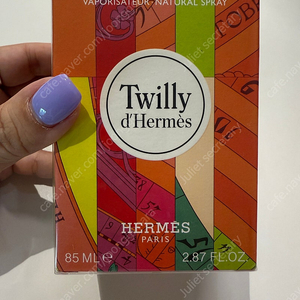 VAPORISATEUR-NATURAL SPRAY
Twilly
d'Hermès
HERMÈS
PARIS
85 ML e 2.87 FL.OZ.